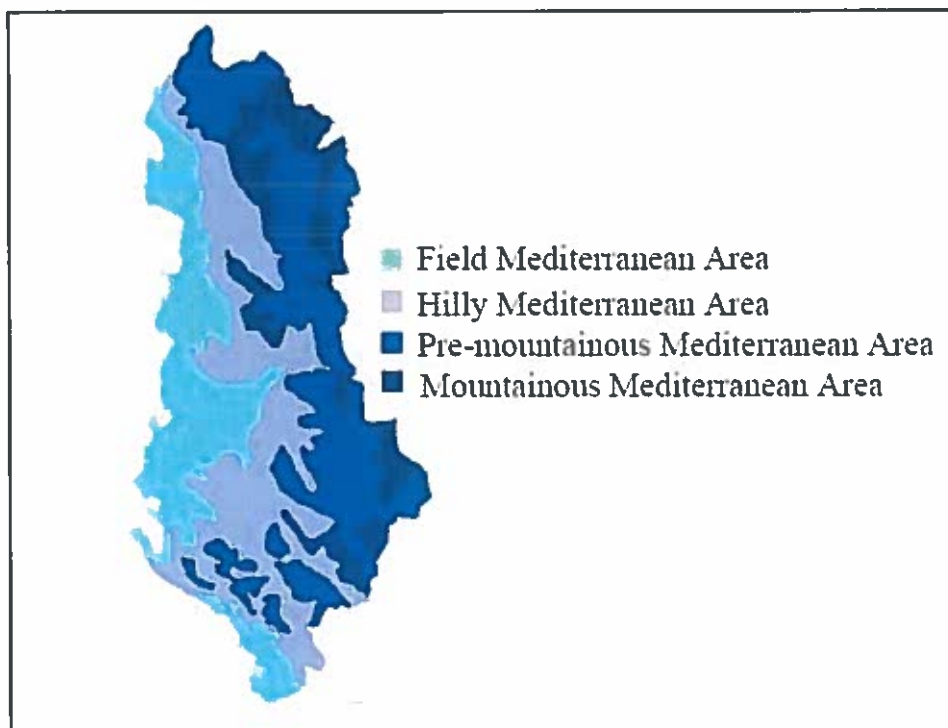 Field Mediterranean Area
Hilly Mediterranean Area
Pre-mountainous Mediterranean Area
Mountainous Mediterranean Area